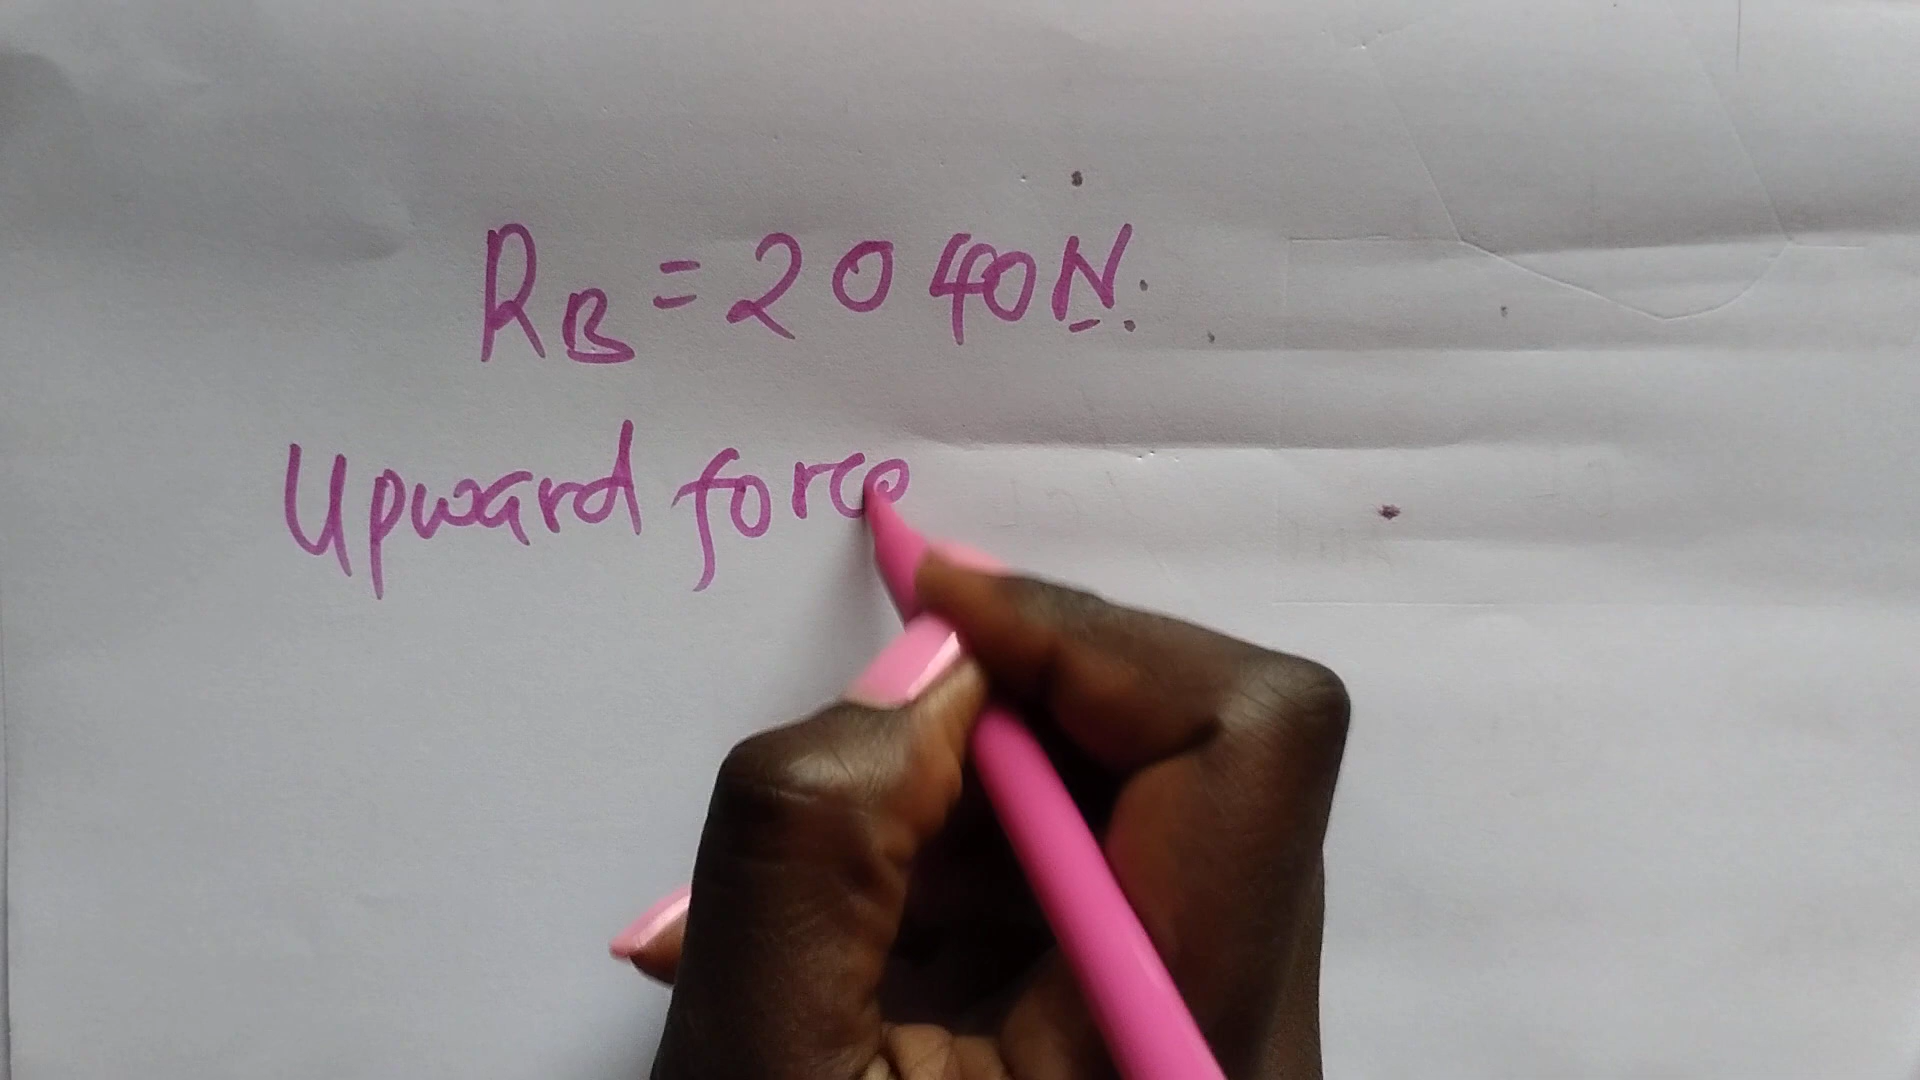 RB = 2040N.
Upward force